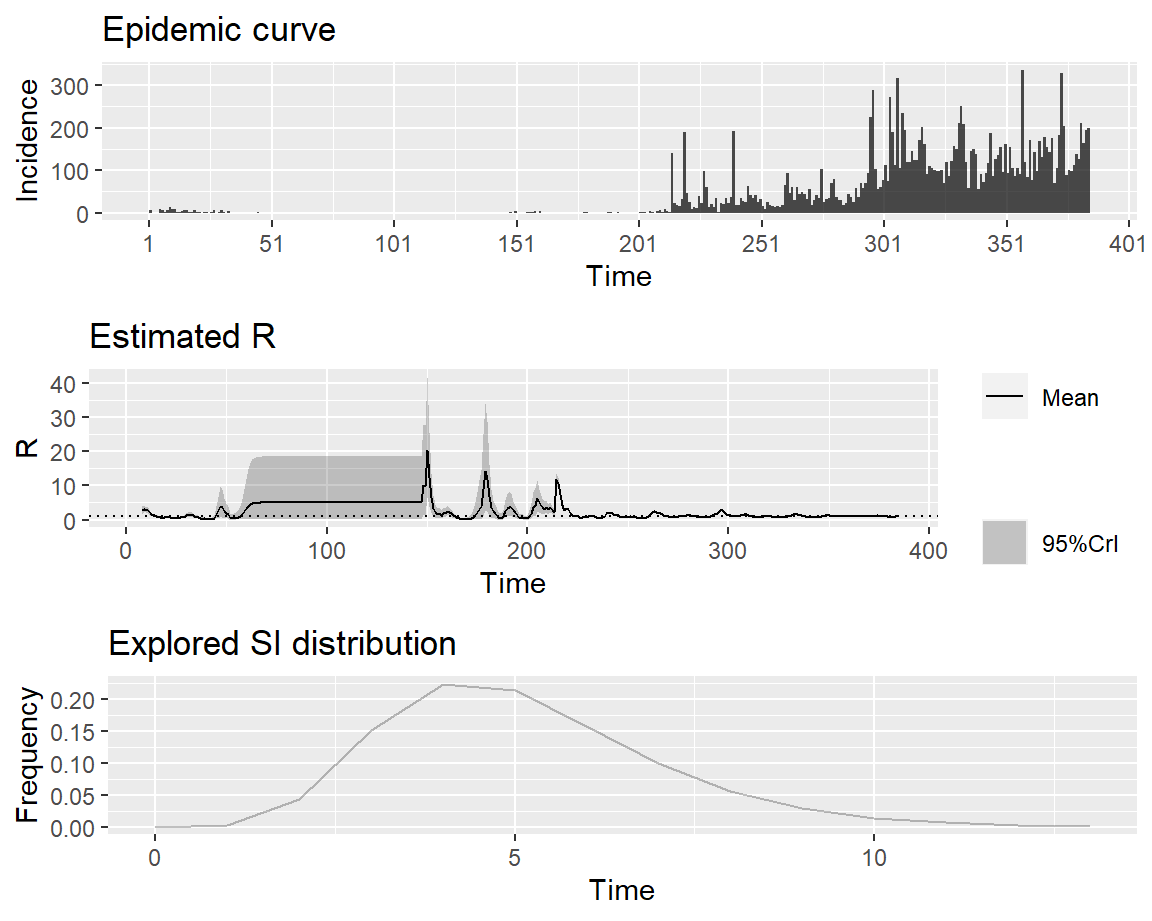 Epidemic curve
Incidence
300
200
100
0
1 51 101 151 201 251 301 351 401
Time
Estimated R
R
40
30
20
10
0
0 100 200 300 400
Time
Mean
95%CrI
Explored SI distribution
Frequency
0.20
0.15
0.10
0.05
0.00
0 5 10
Time